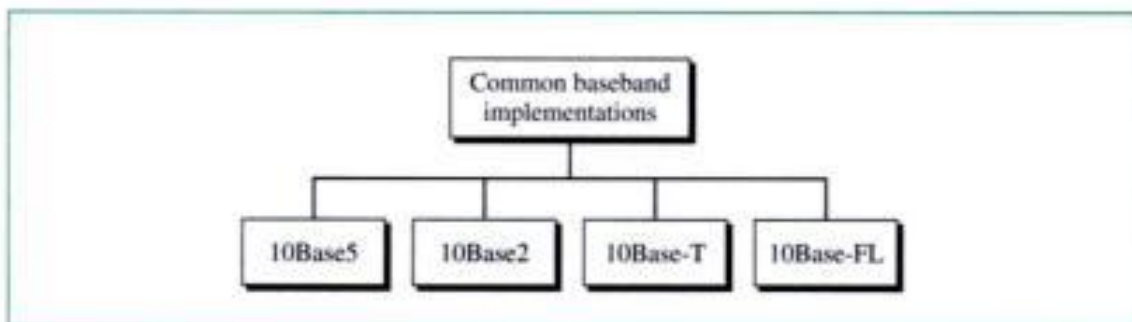 Common baseband
implementations
10Base5
10Base2
10Base-T
10Base-FL